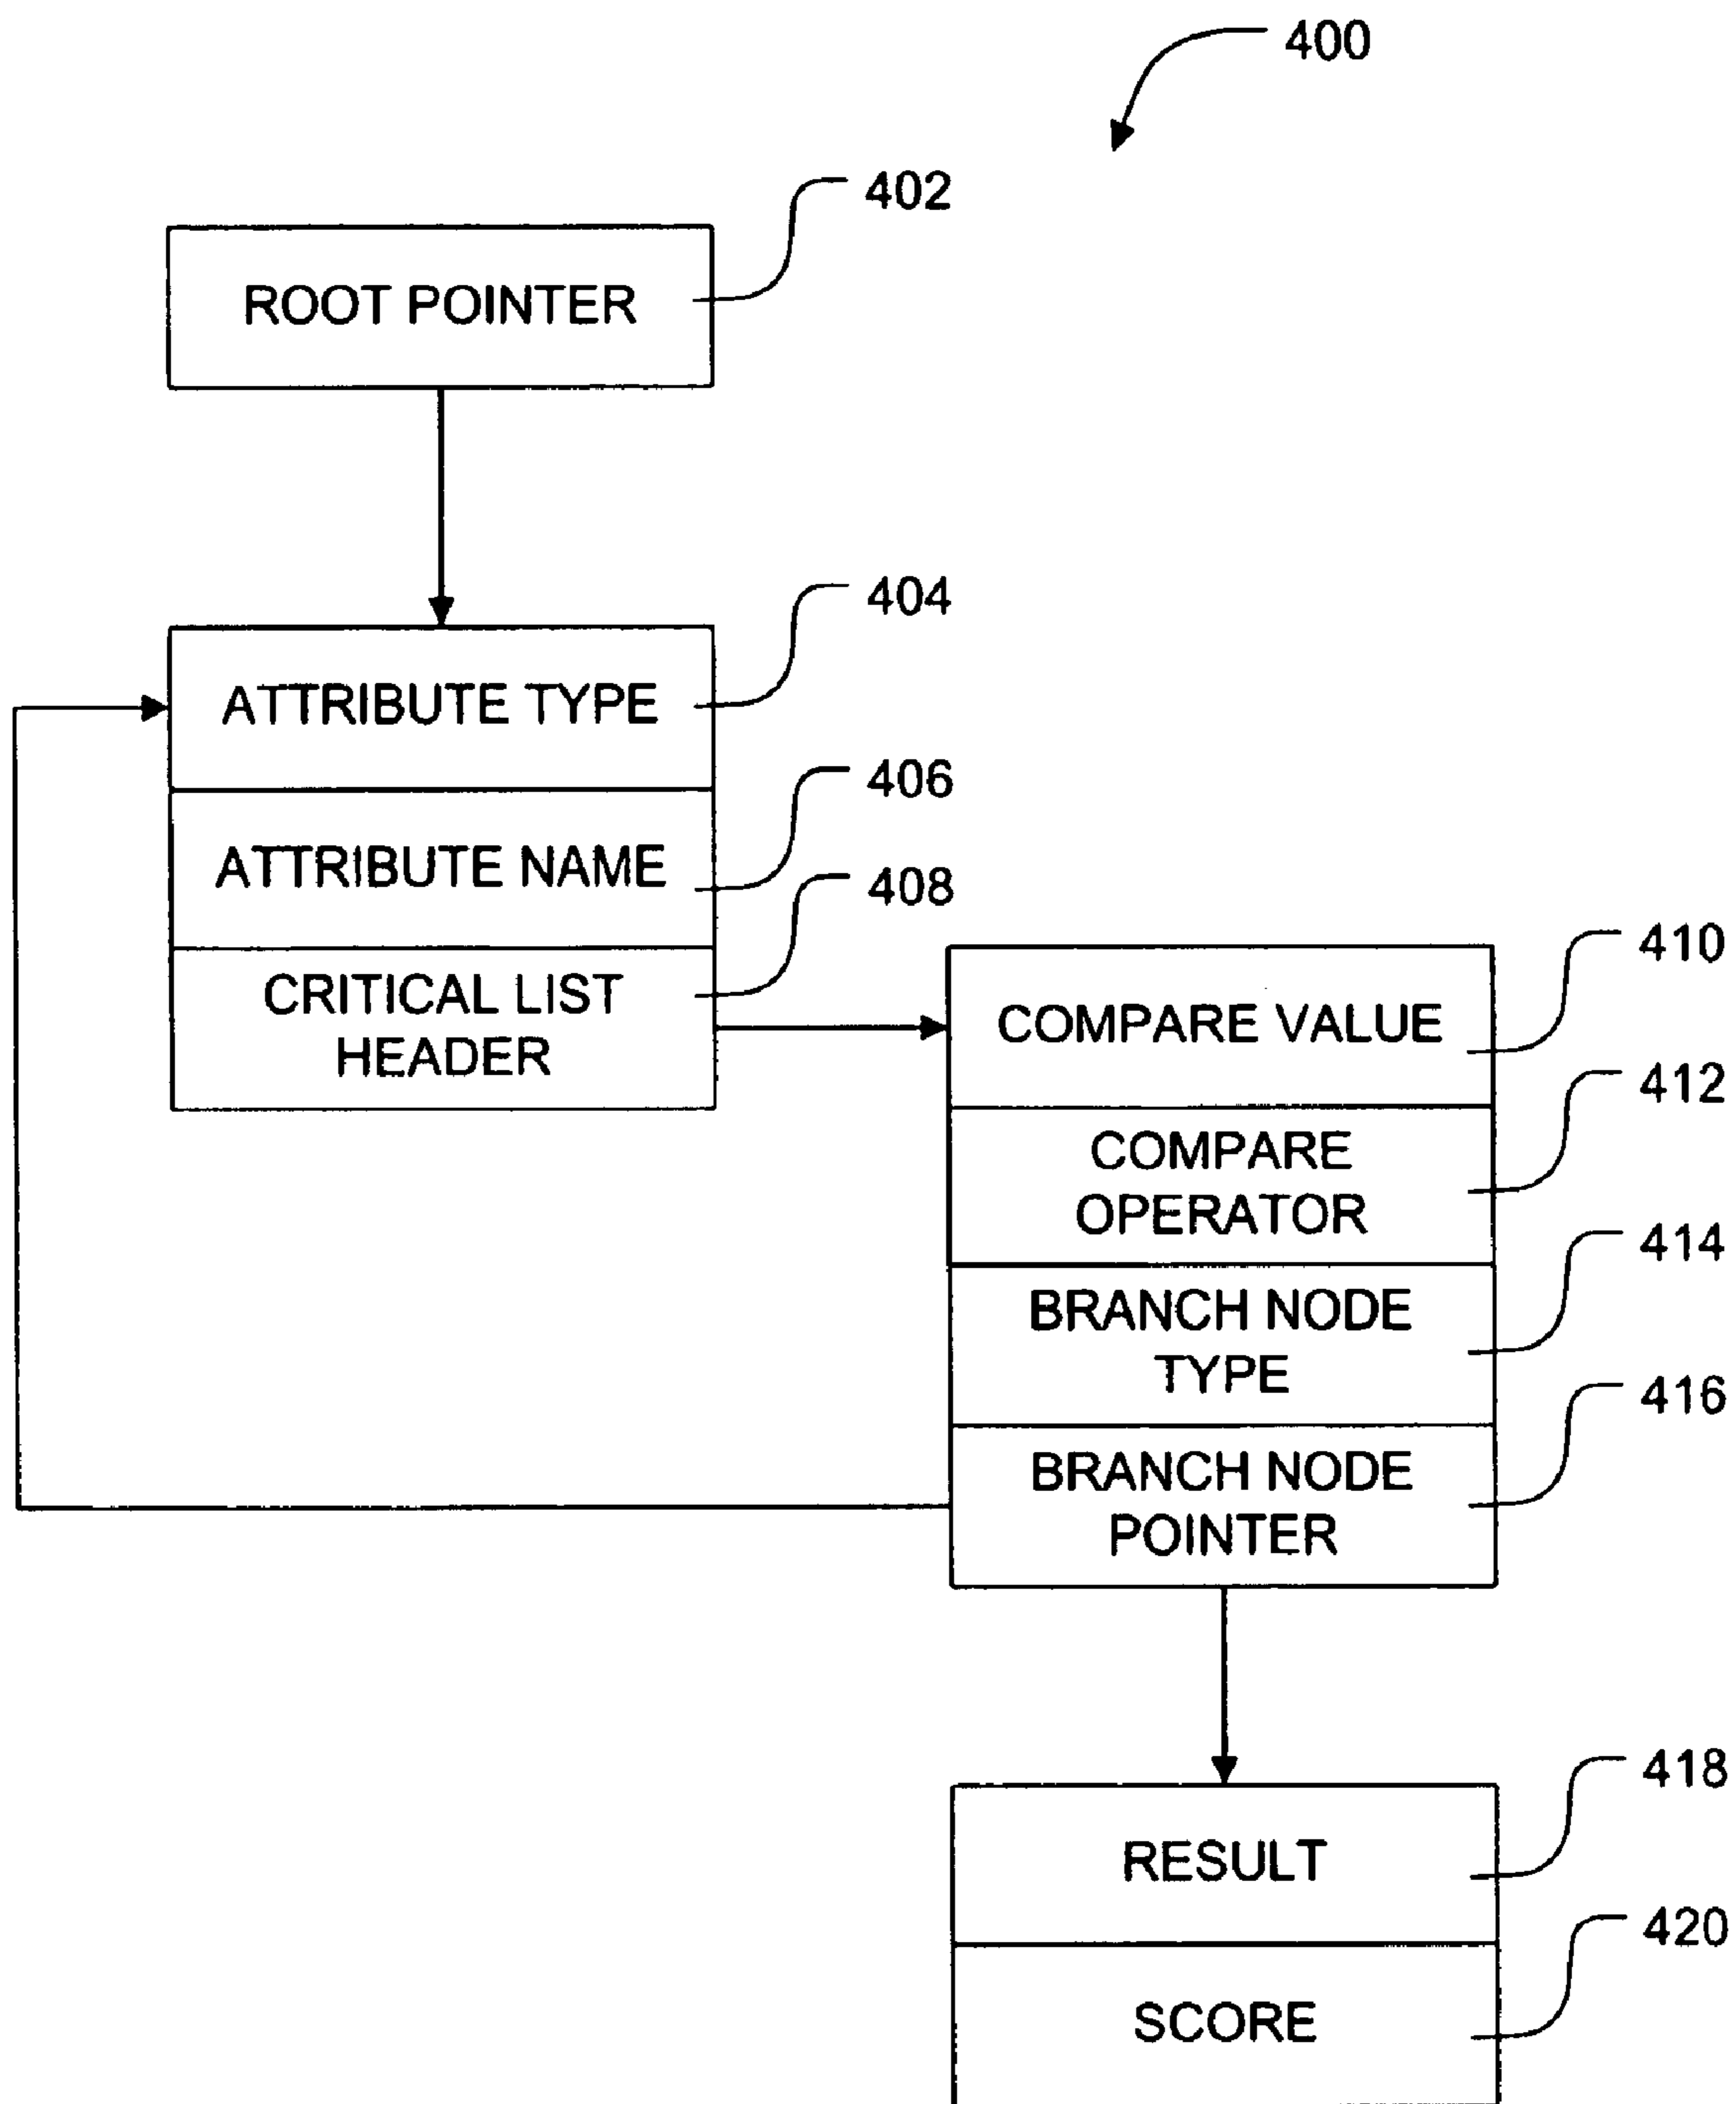 400
402
ROOT POINTER
404
ATTRIBUTE TYPE
406
ATTRIBUTE NAME
408
CRITICAL LIST
HEADER
410
COMPARE VALUE
412
COMPARE
OPERATOR
414
BRANCH NODE
TYPE
416
BRANCH NODE
POINTER
418
RESULT
420
SCORE